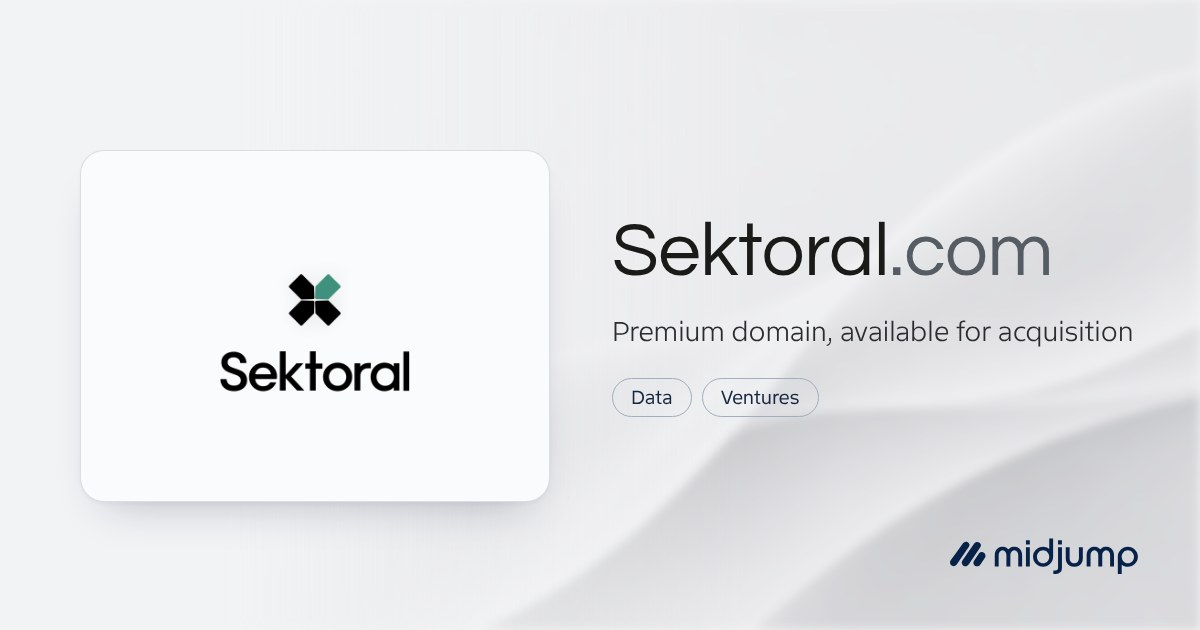 Sektoral
Sektoral.com
Premium domain, available for acquisition
Data
Ventures
midjump